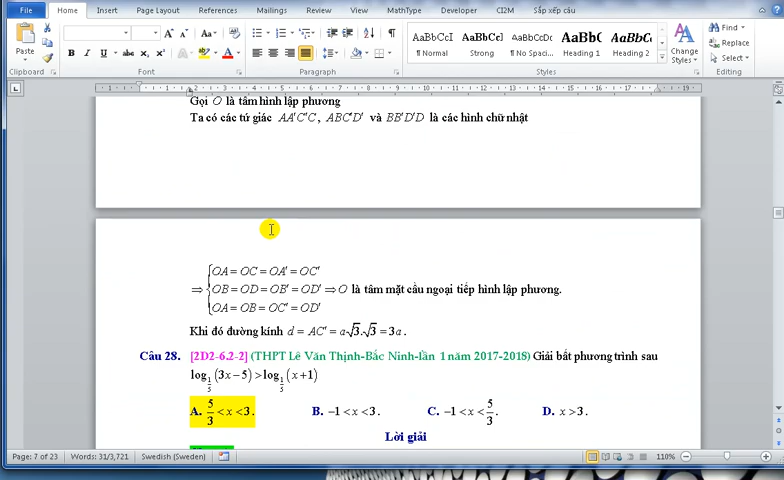 File Home Insert Page Layout References Mailings Review View MathType Developer CI2M Sắp xếp câu
Paste
B I U abc x₂ x² A A Aa
AaBbCcI AaBbCcI AaBbCcDc AaBbC AaBbCc
¶ Normal Strong ¶ No Spaci... Heading 1 Heading 2
Change Styles
Find
Replace
Select
Clipboard Font Paragraph Styles Editing
Gọi O là tâm hình lập phương
Ta có các tứ giác AA'C'C, ABC'D' và BB'D'D là các hình chữ nhật
⇒ { OA = OC = OA' = OC'
OB = OD = OB' = OD' ⇒ O là tâm mặt cầu ngoại tiếp hình lập phương.
OA = OB = OC' = OD'
Khi đó đường kính d = AC' = a√3.√3 = 3a.
Câu 28. [2D2-6.2-2] (THPT Lê Văn Thịnh-Bắc Ninh-lần 1 năm 2017-2018) Giải bất phương trình sau
log_{1/5}(3x−5) > log_{1/5}(x+1)
A. 5/3 < x < 3. B. −1 < x < 3. C. −1 < x < 5/3. D. x > 3.
Lời giải
Page: 7 of 23 Words: 31/3,721 Swedish (Sweden) 110%